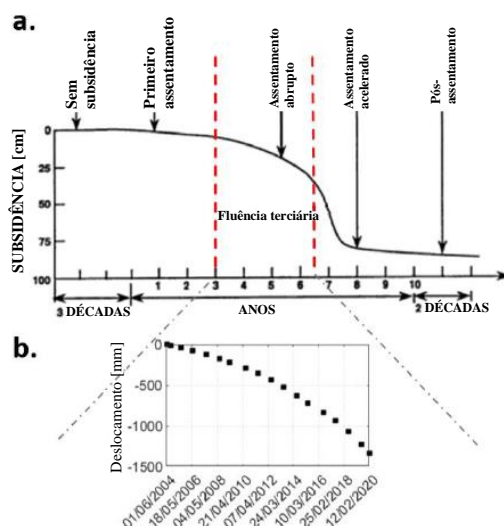 a.
Sem
subsidência
Primeiro
assentamento
Assentamento
abrupto
Assentamento
acelerado
Pós-
assentamento
SUBSIDÊNCIA [cm]
0
25
50
75
100
Fluência terciária
1 2 3 4 5 6 7 8 9 10
3 DÉCADAS
ANOS
2 DÉCADAS
b.
Deslocamento [mm]
0
-500
-1000
-1500
01/06/2004
18/05/2006
04/05/2008
21/04/2010
07/04/2012
24/03/2014
10/03/2016
25/02/2018
12/02/2020